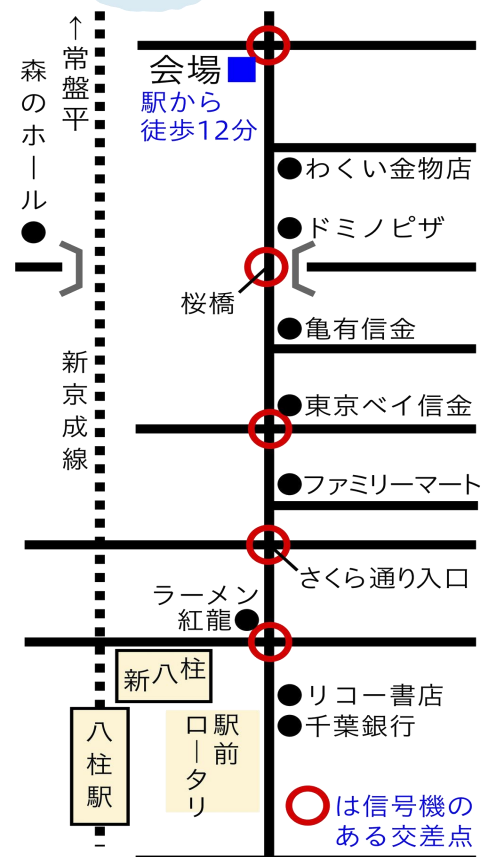 ←常盤平
森のホール
会場
駅から
徒歩12分
わくい金物店
ドミノピザ
桜橋
亀有信金
新京成線
東京ベイ信金
ファミリーマート
さくら通り入口
ラーメン
紅龍
新八柱
八柱駅
駅前
ロータリ
リコー書店
千葉銀行
は信号機の
ある交差点